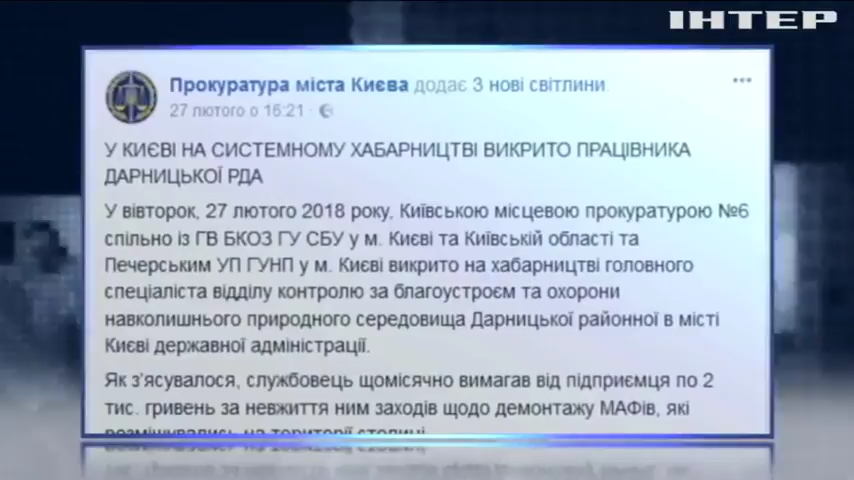 ІНТЕР
Прокуратура міста Києва додає 3 нові світлини
27 лютого о 16:21 ·
У КИЄВІ НА СИСТЕМНОМУ ХАБАРНИЦТВІ ВИКРИТО ПРАЦІВНИКА
ДАРНИЦЬКОЇ РДА
У вівторок, 27 лютого 2018 року, Київською місцевою прокуратурою №6
спільно із ГВ БКОЗ ГУ СБУ у м. Києві та Київській області та
Печерським УП ГУНП у м. Києві викрито на хабарництві головного
спеціаліста відділу контролю за благоустроєм та охорони
навколишнього природного середовища Дарницької районної в місті
Києві державної адміністрації.
Як з'ясувалося, службовець щомісячно вимагав від підприємця по 2
тис. гривень за невжиття ним заходів щодо демонтажу МАФів, які
розміщувались на території столиці